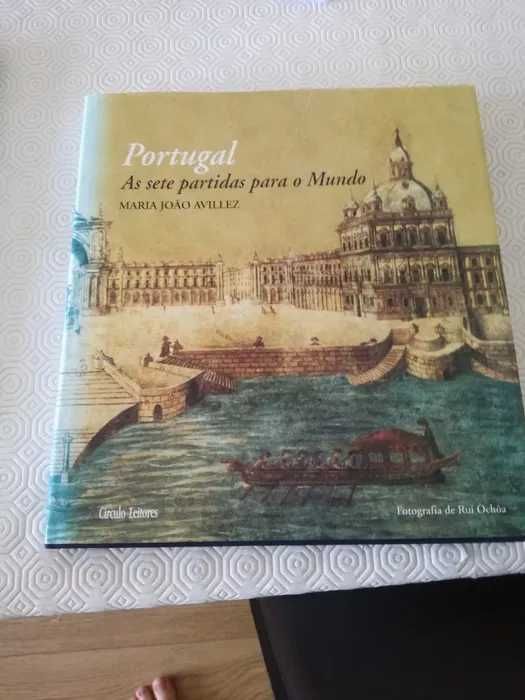 Portugal
As sete partidas para o Mundo
MARIA JOÃO AVILLEZ
Círculo Leitores
Fotografia de Rui Ochôa